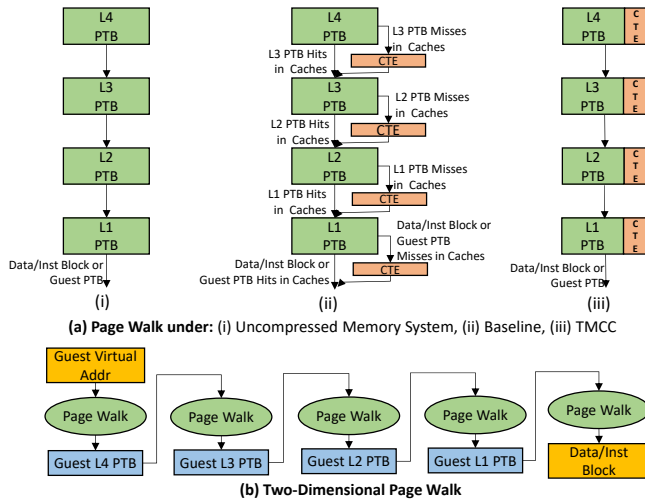 L4
PTB
L3
PTB
L2
PTB
L1
PTB
Data/Inst Block or
Guest PTB
(i)
L4
PTB
L3 PTB Misses
in Caches
CTE
L3 PTB Hits
in Caches
L3
PTB
L2 PTB Misses
in Caches
CTE
L2 PTB Hits
in Caches
L2
PTB
L1 PTB Misses
in Caches
CTE
L1 PTB Hits
in Caches
L1
PTB
Data/Inst Block or
Guest PTB
Misses in Caches
CTE
Data/Inst Block or
Guest PTB Hits in Caches
(ii)
L4
PTB
C
T
E
L3
PTB
C
T
E
L2
PTB
C
T
E
L1
PTB
C
T
E
Data/Inst Block or
Guest PTB
(iii)
(a) Page Walk under: (i) Uncompressed Memory System, (ii) Baseline, (iii) TMCC
Guest Virtual
Addr
Page Walk
Page Walk
Page Walk
Page Walk
Page Walk
Guest L4 PTB
Guest L3 PTB
Guest L2 PTB
Guest L1 PTB
Data/Inst
Block
(b) Two-Dimensional Page Walk